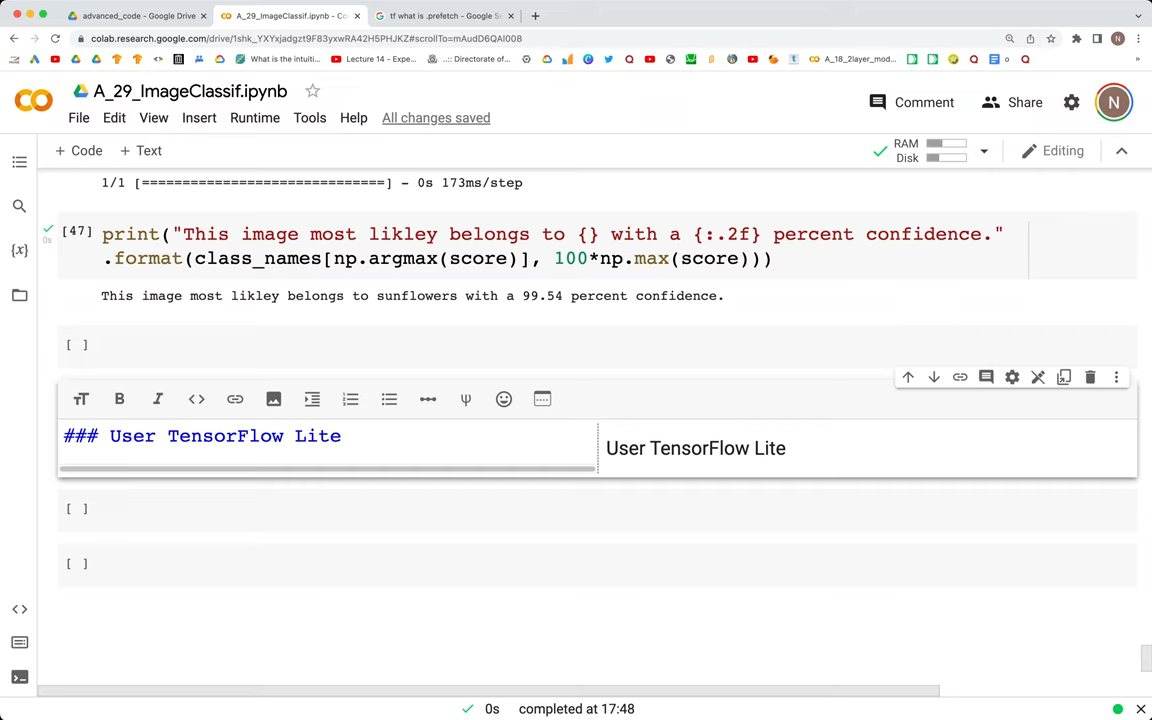 advanced_code - Google Drive
A_29_ImageClassif.ipynb - Co
tf what is .prefetch - Google Se
colab.research.google.com/drive/1shk_YXYxjadgzt9F83yxwRA42H5PHJZK#scrollTo=mAudD6QAI008
What is the intuiti...
Lecture 14 - Expe...
..:: Directorate of...
A_18_2layer_mod...
A_29_ImageClassif.ipynb
Comment
Share
N
File Edit View Insert Runtime Tools Help All changes saved
+ Code + Text
RAM
Disk
Editing
1/1 [==============================] - 0s 173ms/step
[47] print("This image most likley belongs to {} with a {:.2f} percent confidence."
0s
.format(class_names[np.argmax(score)], 100*np.max(score)))
This image most likley belongs to sunflowers with a 99.54 percent confidence.
[ ]
### User TensorFlow Lite
User TensorFlow Lite
[ ]
[ ]
0s completed at 17:48